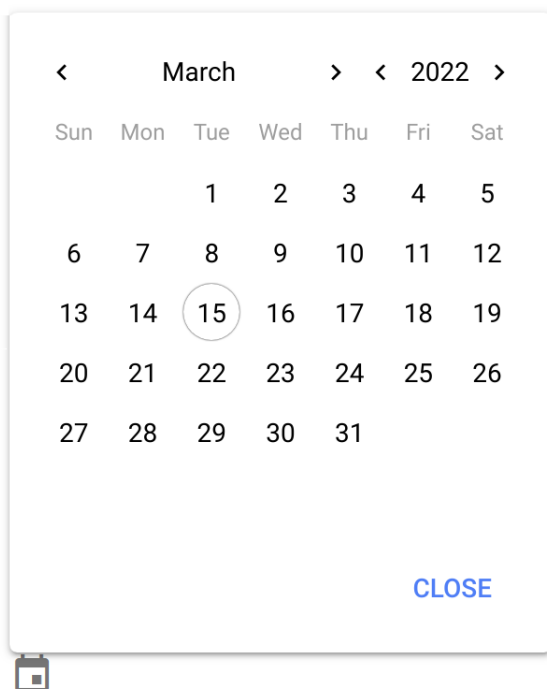 March 2022
Sun Mon Tue Wed Thu Fri Sat
1 2 3 4 5
6 7 8 9 10 11 12
13 14 15 16 17 18 19
20 21 22 23 24 25 26
27 28 29 30 31
CLOSE